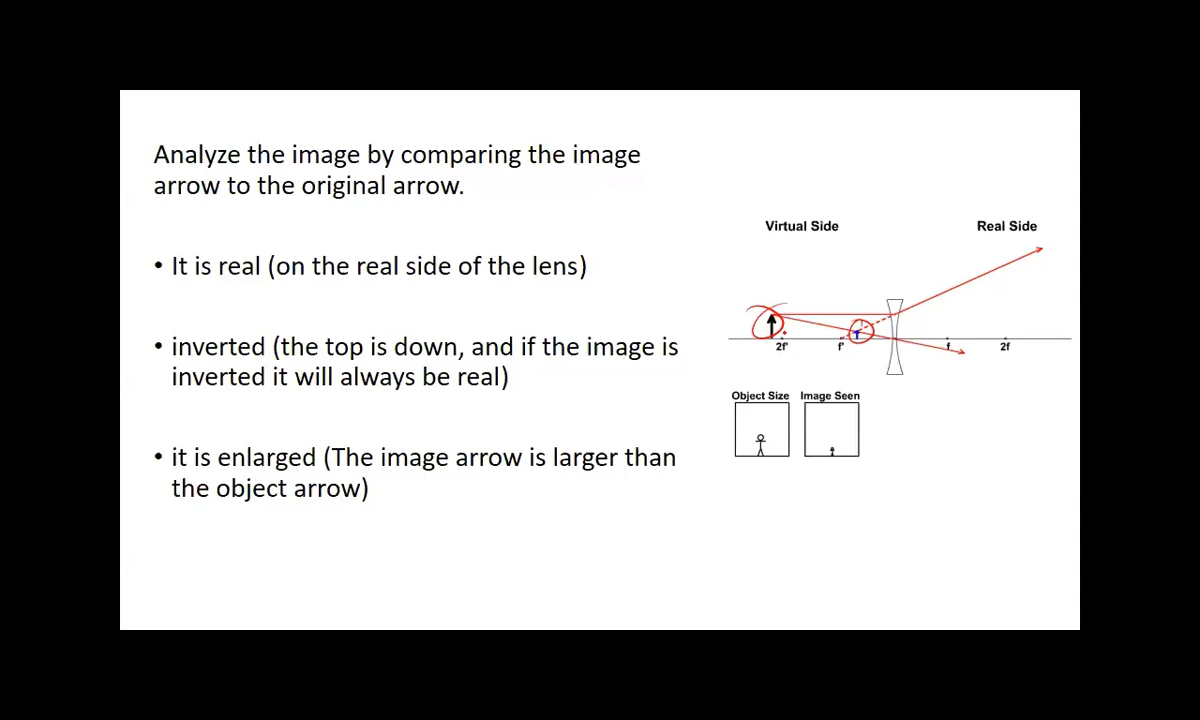 Analyze the image by comparing the image
arrow to the original arrow.
• It is real (on the real side of the lens)
• inverted (the top is down, and if the image is
inverted it will always be real)
• it is enlarged (The image arrow is larger than
the object arrow)
Virtual Side
Real Side
2f'
f'
f
2f
Object Size
Image Seen